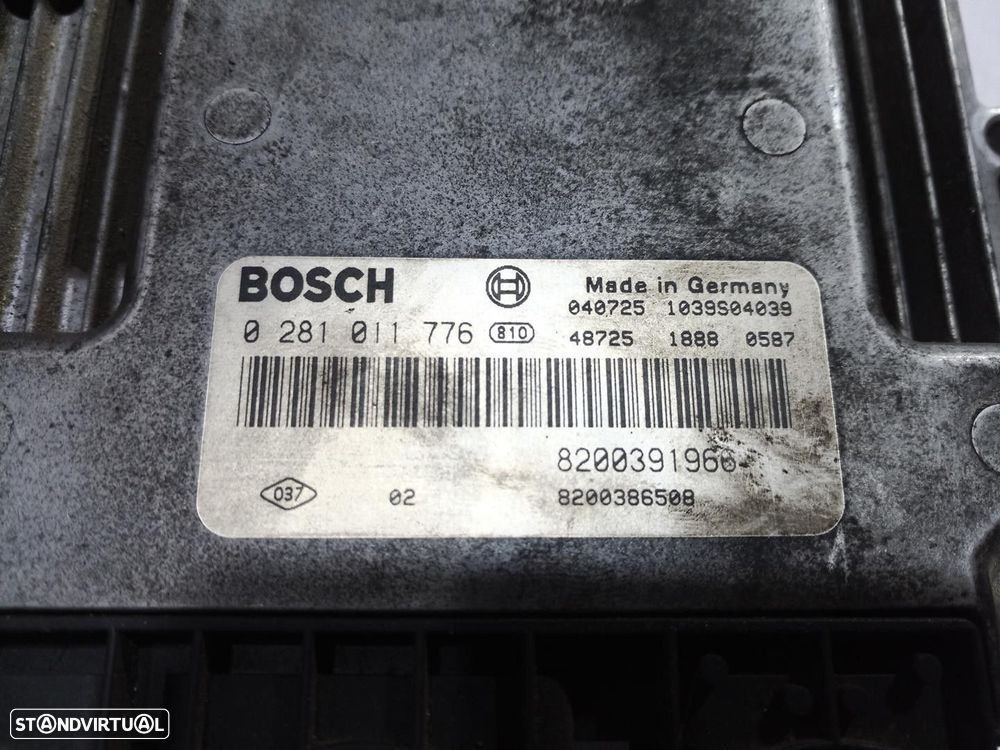 BOSCH
Made in Germany
040725 1039S04039
0 281 011 776 810
48725 1888 0587
8200391966
037 02 8200386508
STANDVIRTUAL